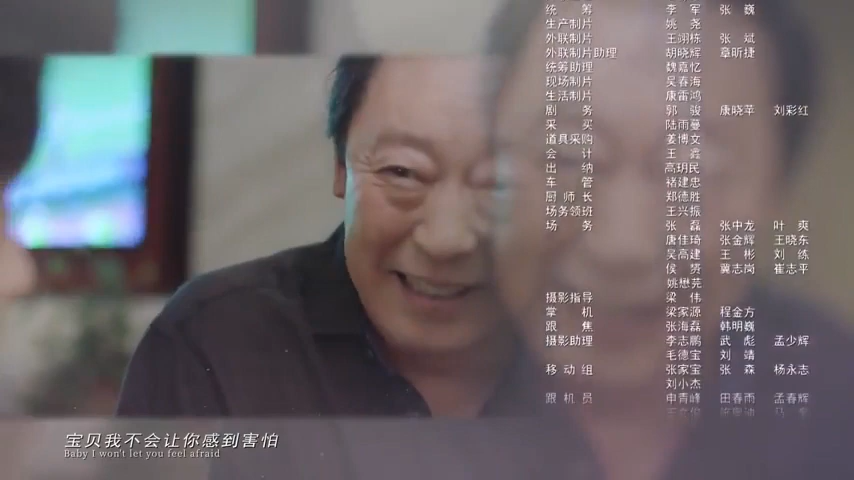 统 筹 李 军 张 巍
生产制片 姚 尧
外联制片 王翊栋 张 斌
外联制片助理 胡晓辉 章昕捷
统筹助理 魏嘉忆
现场制片 吴春海
生活制片 康雷鸿
剧 务 郭 骏 康晓苹 刘彩红
采 买 陆雨蔓
道具采购 姜博文
会 计 王 鑫
出 纳 高玥民
车 管 褚建忠
厨 师 长 郑德胜
场务领班 王兴振
场 务 张 磊 张中龙 叶 爽
唐佳琦 张金辉 王晓东
吴高建 王 彬 刘 练
侯 赟 冀志岗 崔志平
姚懋苑
摄影指导 梁 伟
掌 机 梁家源 程金方
跟 焦 张海磊 韩明巍
摄影助理 李志鹏 武 彪 孟少辉
毛德宝 刘 靖
移 动 组 张家宝 张 森 杨永志
刘小杰
跟 机 员 申青峰 田春雨 孟春辉
宝贝我不会让你感到害怕
Baby I won't let you feel afraid